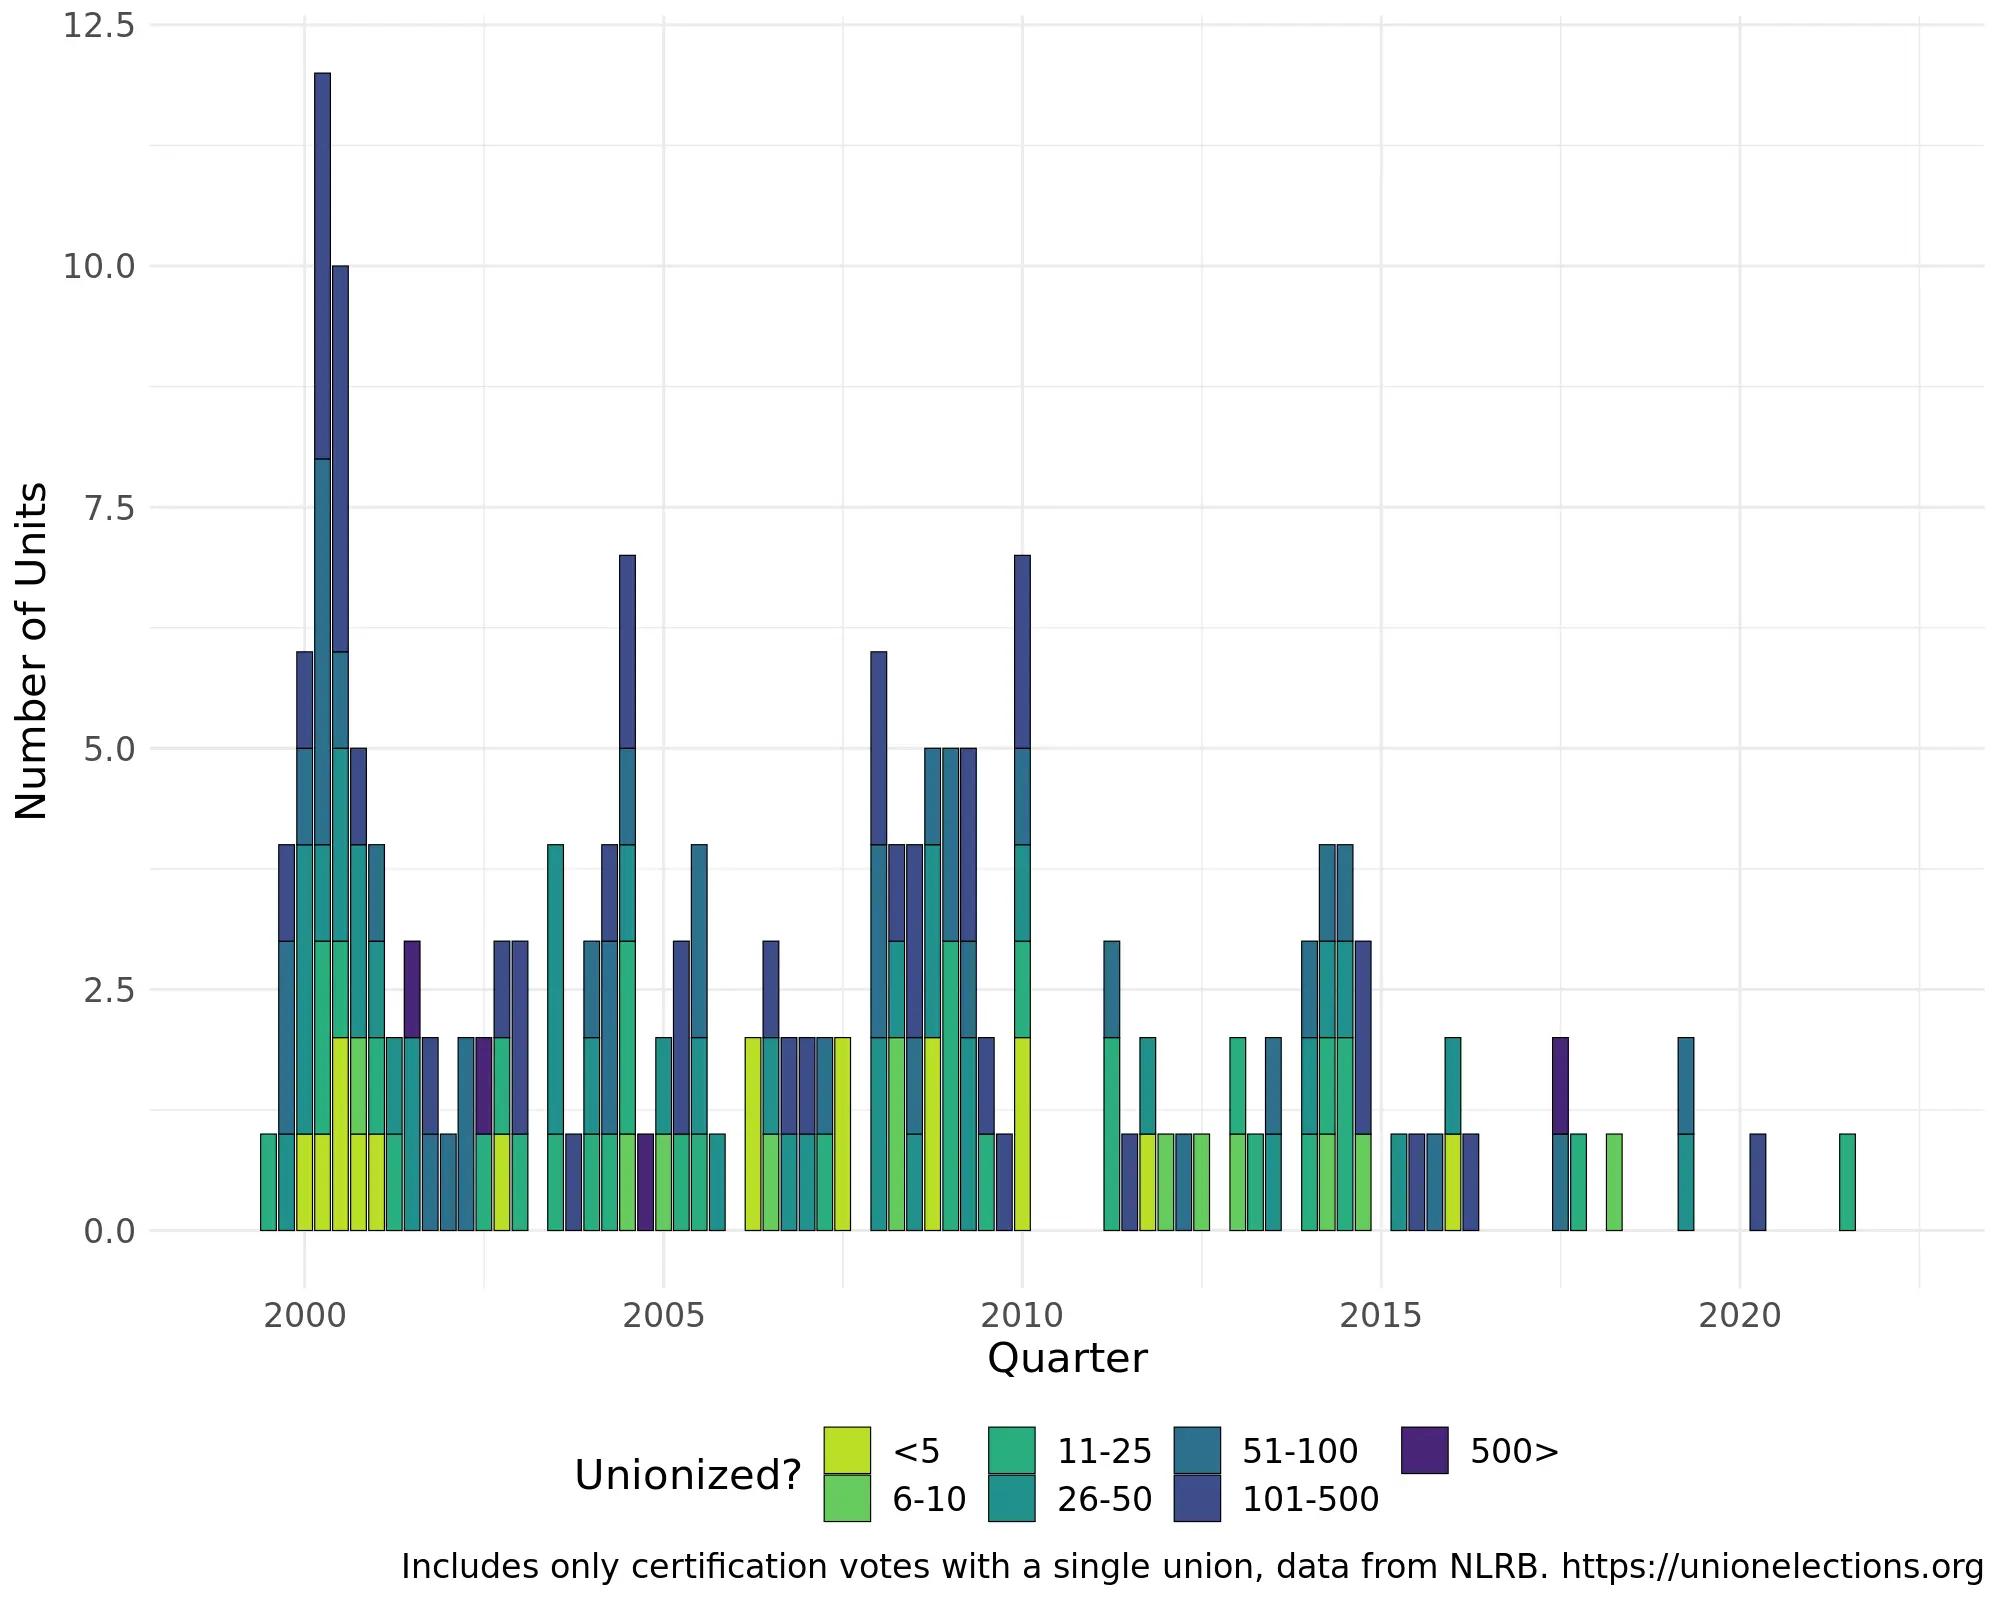 12.5
10.0
7.5
5.0
2.5
0.0
Number of Units
2000 2005 2010 2015 2020
Quarter
Unionized?
<5 11-25 51-100 500>
6-10 26-50 101-500
Includes only certification votes with a single union, data from NLRB. https://unionelections.org